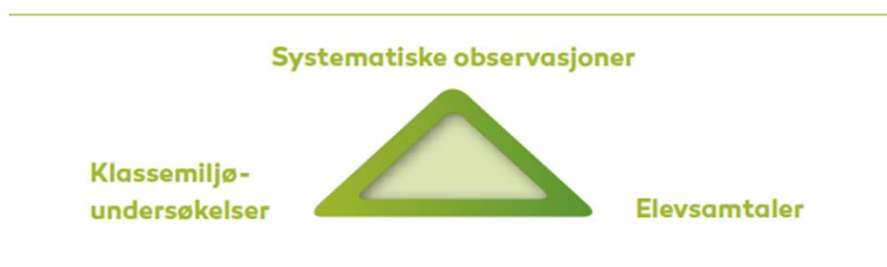 Systematiske observasjoner
Klassemiljø-
undersøkelser
Elevsamtaler